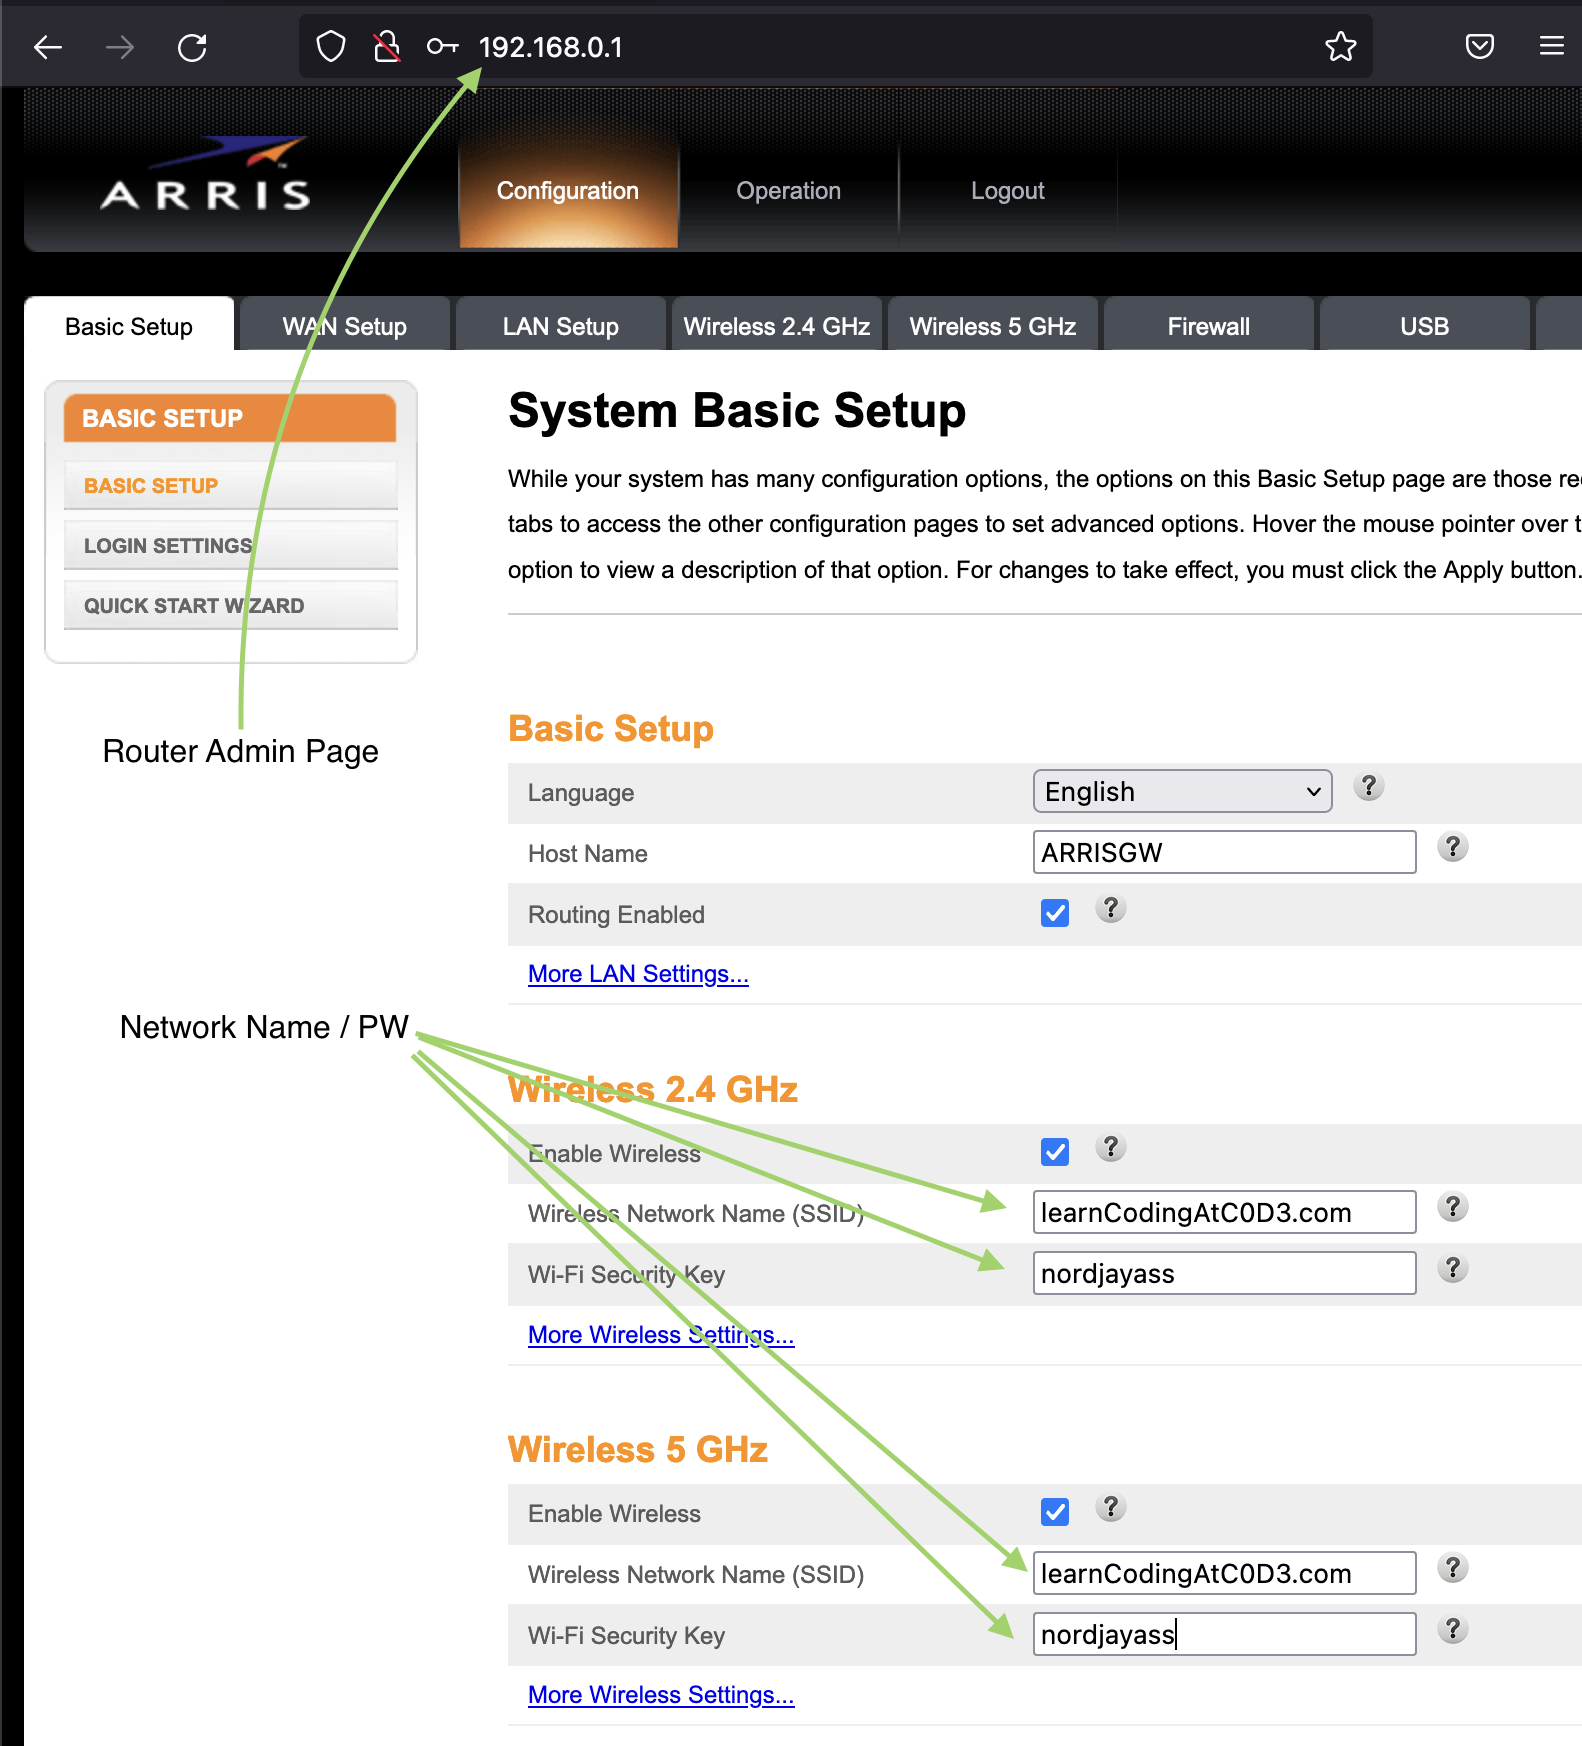 192.168.0.1
ARRIS™
Configuration
Operation
Logout
Basic Setup
WAN Setup
LAN Setup
Wireless 2.4 GHz
Wireless 5 GHz
Firewall
USB
BASIC SETUP
BASIC SETUP
LOGIN SETTINGS
QUICK START WIZARD
Router Admin Page
Network Name / PW
System Basic Setup
While your system has many configuration options, the options on this Basic Setup page are those
tabs to access the other configuration pages to set advanced options. Hover the mouse pointer over
option to view a description of that option. For changes to take effect, you must click the Apply button.
Basic Setup
Language English ?
Host Name ARRISGW ?
Routing Enabled ?
More LAN Settings...
Wireless 2.4 GHz
Enable Wireless ?
Wireless Network Name (SSID) learnCodingAtC0D3.com ?
Wi-Fi Security Key nordjayass ?
More Wireless Settings...
Wireless 5 GHz
Enable Wireless ?
Wireless Network Name (SSID) learnCodingAtC0D3.com ?
Wi-Fi Security Key nordjayass ?
More Wireless Settings...